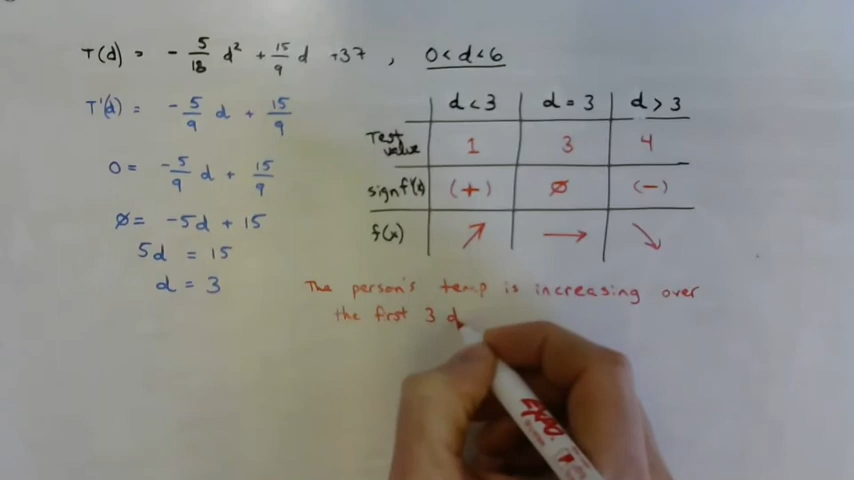 T(d) = - 5/18 d² + 15/9 d + 37 , 0 < d < 6
T'(d) = - 5/9 d + 15/9
0 = - 5/9 d + 15/9
0 = -5d + 15
5d = 15
d = 3
d < 3 d = 3 d > 3
Test value 1 3 4
sign f'(x) (+) 0 (-)
f(x) ↗ → ↘
The person's temp is increasing over
the first 3 d
EXPO